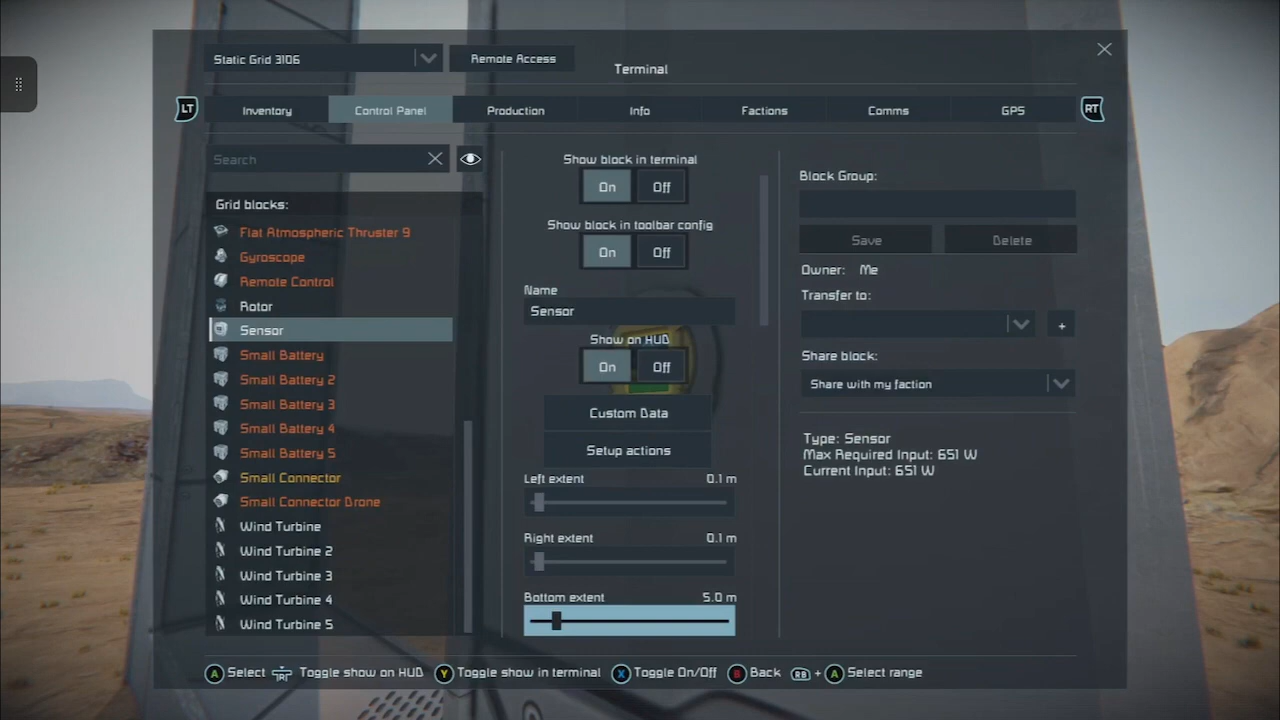 Static Grid 3106
Remote Access
Terminal
LT
Inventory
Control Panel
Production
Info
Factions
Comms
GPS
RT
Search
Grid blocks:
Flat Atmospheric Thruster 9
Gyroscope
Remote Control
Rotor
Sensor
Small Battery
Small Battery 2
Small Battery 3
Small Battery 4
Small Battery 5
Small Connector
Small Connector Drone
Wind Turbine
Wind Turbine 2
Wind Turbine 3
Wind Turbine 4
Wind Turbine 5
Show block in terminal
On Off
Show block in toolbar config
On Off
Name
Sensor
Show on HUD
On Off
Custom Data
Setup actions
Left extent 0.1 m
Right extent 0.1 m
Bottom extent 5.0 m
Block Group:
Save Delete
Owner: Me
Transfer to:
+
Share block:
Share with my faction
Type: Sensor
Max Required Input: 651 W
Current Input: 651 W
A Select Toggle show on HUD Y Toggle show in terminal X Toggle On/Off B Back RB + A Select range